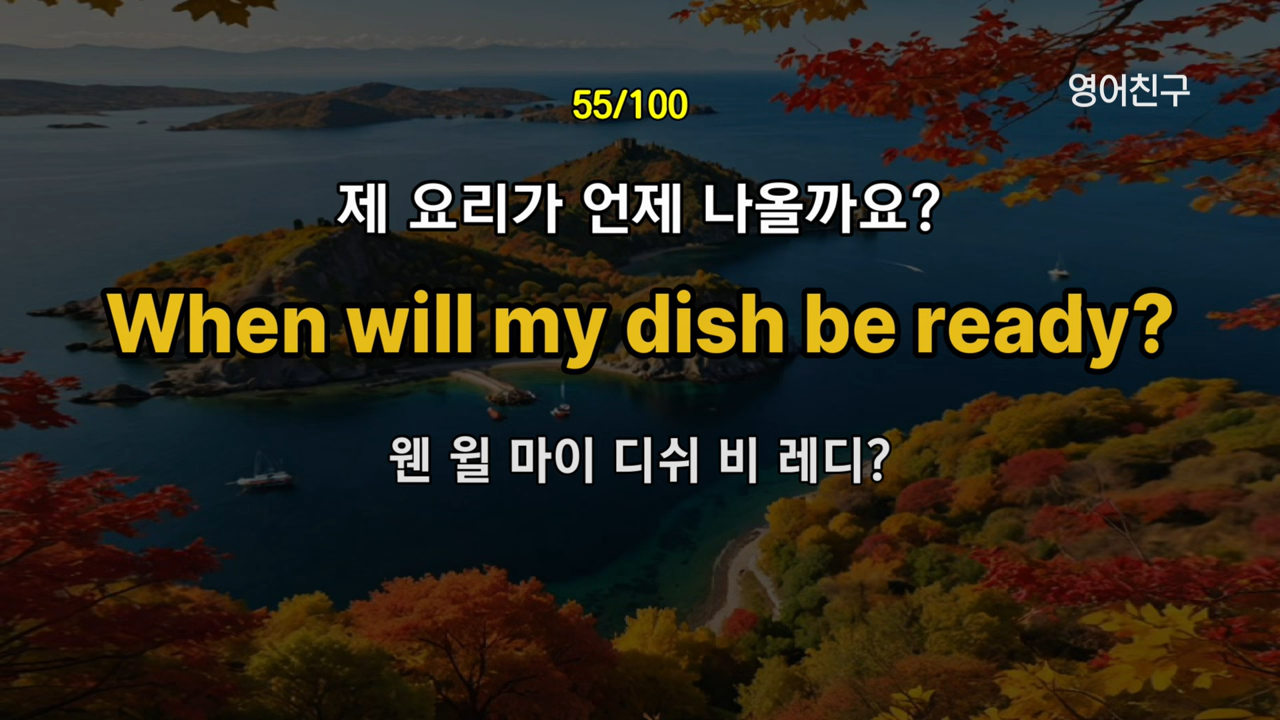 55/100
영어친구
제 요리가 언제 나올까요?
When will my dish be ready?
웬 윌 마이 디쉬 비 레디?